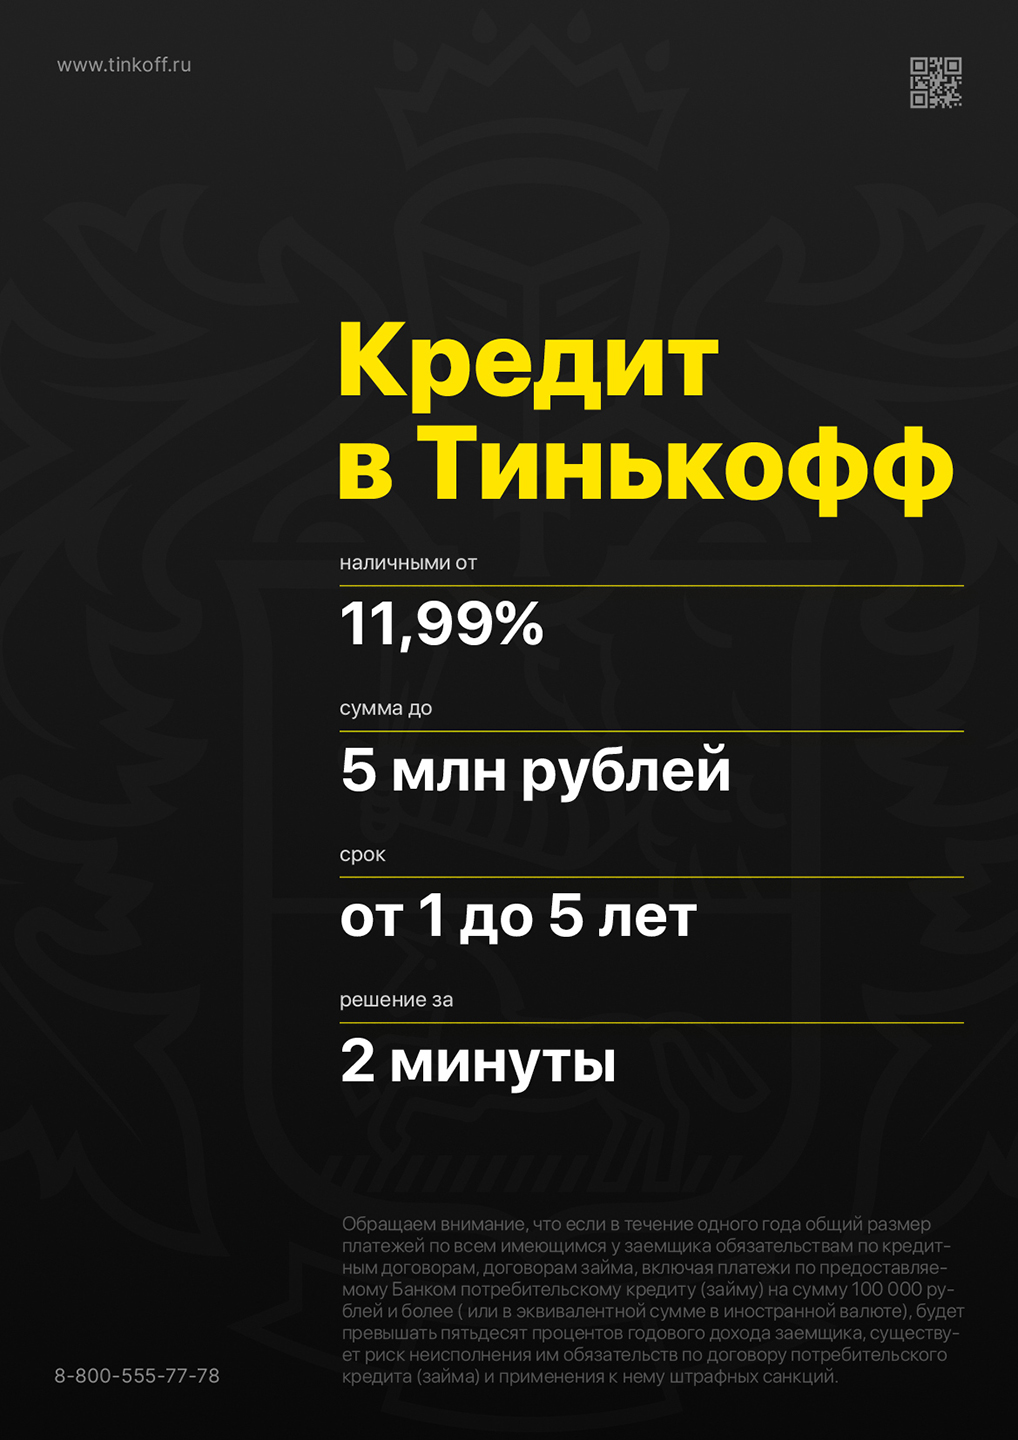 www.tinkoff.ru
Кредит
в Тинькофф
наличными от
11,99%
сумма до
5 млн рублей
срок
от 1 до 5 лет
решение за
2 минуты
Обращаем внимание, что если в течение одного года общий размер
платежей по всем имеющимся у заемщика обязательствам по кредит-
ным договорам, договорам займа, включая платежи по предоставляе-
мому Банком потребительскому кредиту (займу) на сумму 100 000 ру-
блей и более ( или в эквивалентной сумме в иностранной валюте), будет
превышать пятьдесят процентов годового дохода заемщика, существу-
ет риск неисполнения им обязательств по договору потребительского
кредита (займа) и применения к нему штрафных санкций.
8-800-555-77-78